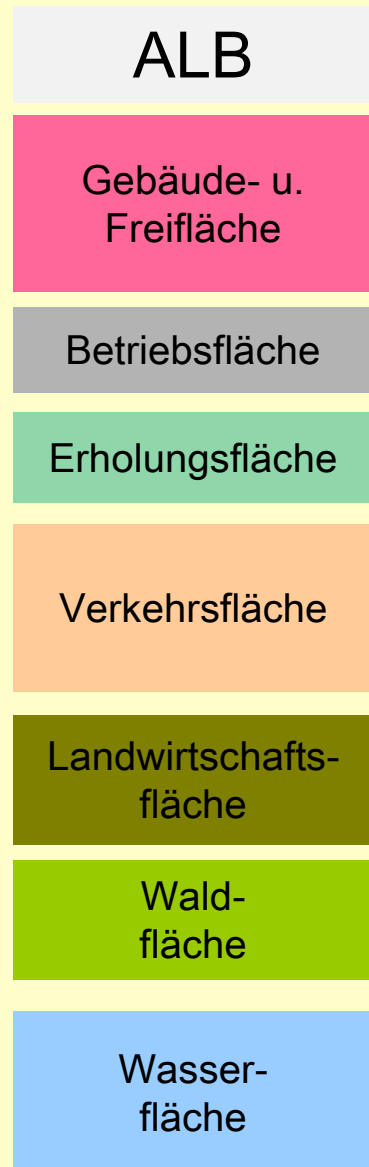 ALB
Gebäude- u.
Freifläche
Betriebsfläche
Erholungsfläche
Verkehrsfläche
Landwirtschafts-
fläche
Wald-
fläche
Wasser-
fläche